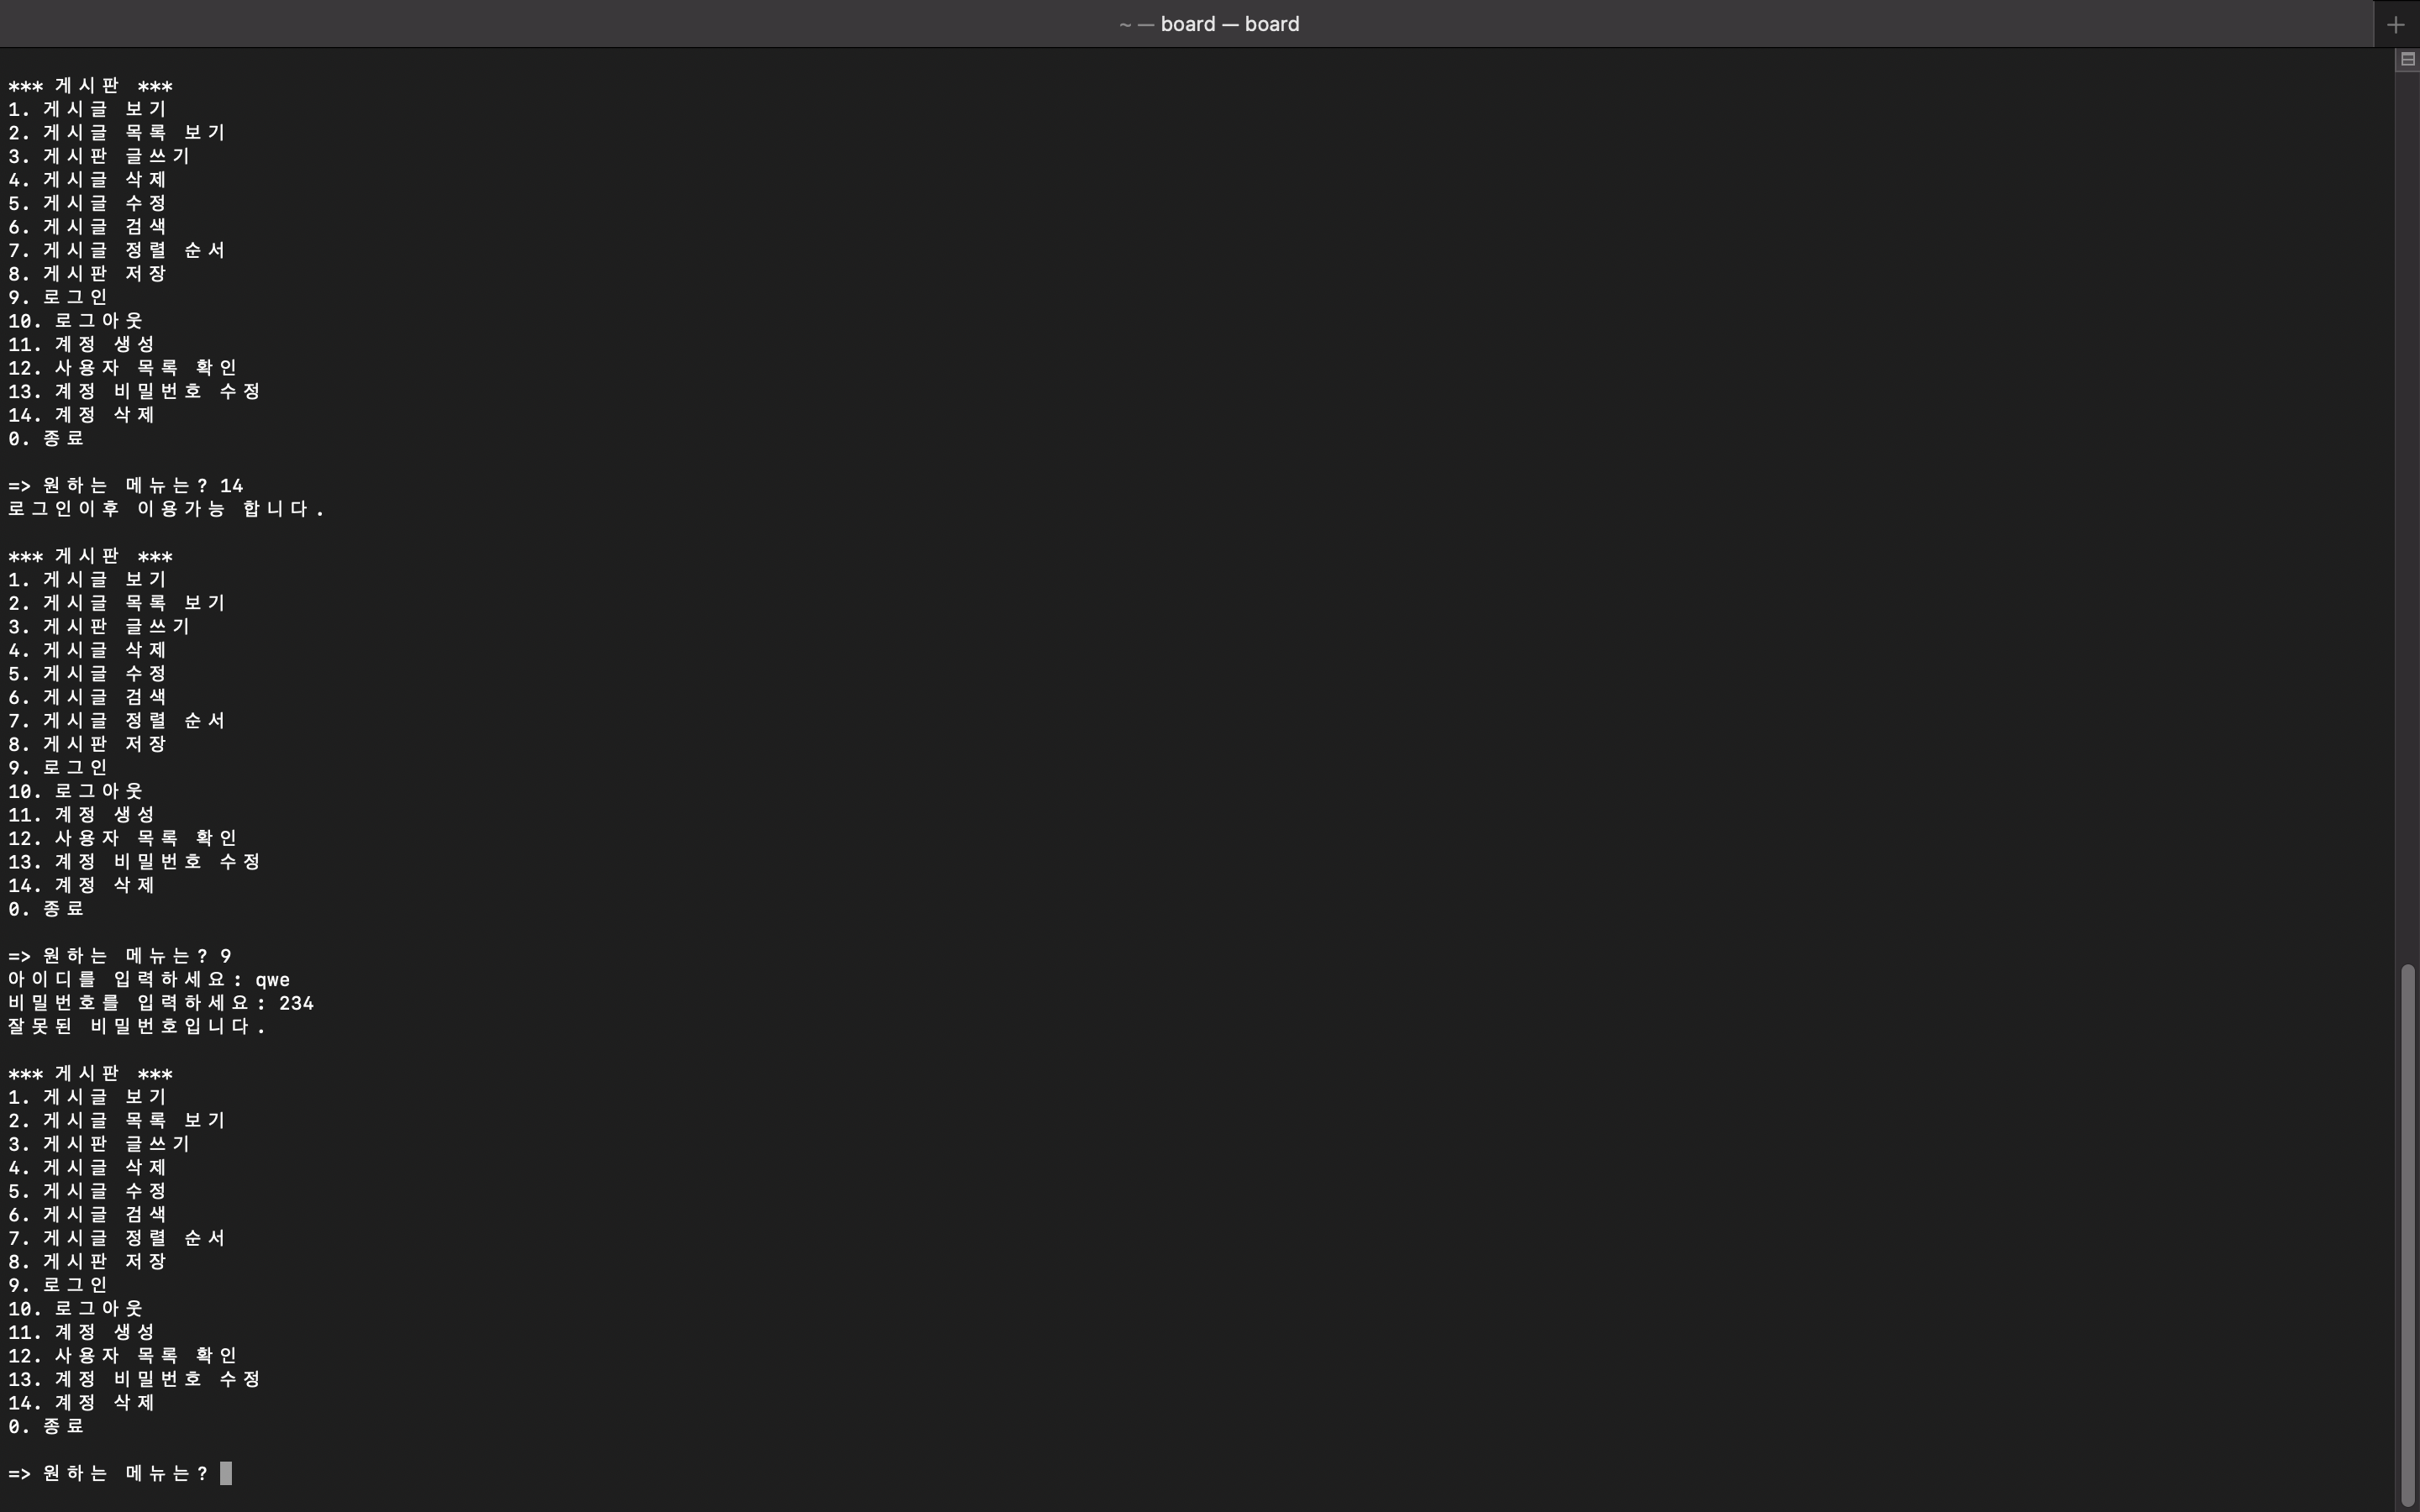 ~ — board — board
*** 게시판 ***
1. 게시글 보기
2. 게시글 목록 보기
3. 게시판 글쓰기
4. 게시글 삭제
5. 게시글 수정
6. 게시글 검색
7. 게시글 정렬 순서
8. 게시판 저장
9. 로그인
10. 로그아웃
11. 계정 생성
12. 사용자 목록 확인
13. 계정 비밀번호 수정
14. 계정 삭제
0. 종료
=> 원하는 메뉴는? 14
로그인이후 이용가능 합니다.
*** 게시판 ***
1. 게시글 보기
2. 게시글 목록 보기
3. 게시판 글쓰기
4. 게시글 삭제
5. 게시글 수정
6. 게시글 검색
7. 게시글 정렬 순서
8. 게시판 저장
9. 로그인
10. 로그아웃
11. 계정 생성
12. 사용자 목록 확인
13. 계정 비밀번호 수정
14. 계정 삭제
0. 종료
=> 원하는 메뉴는? 9
아이디를 입력하세요: qwe
비밀번호를 입력하세요: 234
잘못된 비밀번호입니다.
*** 게시판 ***
1. 게시글 보기
2. 게시글 목록 보기
3. 게시판 글쓰기
4. 게시글 삭제
5. 게시글 수정
6. 게시글 검색
7. 게시글 정렬 순서
8. 게시판 저장
9. 로그인
10. 로그아웃
11. 계정 생성
12. 사용자 목록 확인
13. 계정 비밀번호 수정
14. 계정 삭제
0. 종료
=> 원하는 메뉴는?